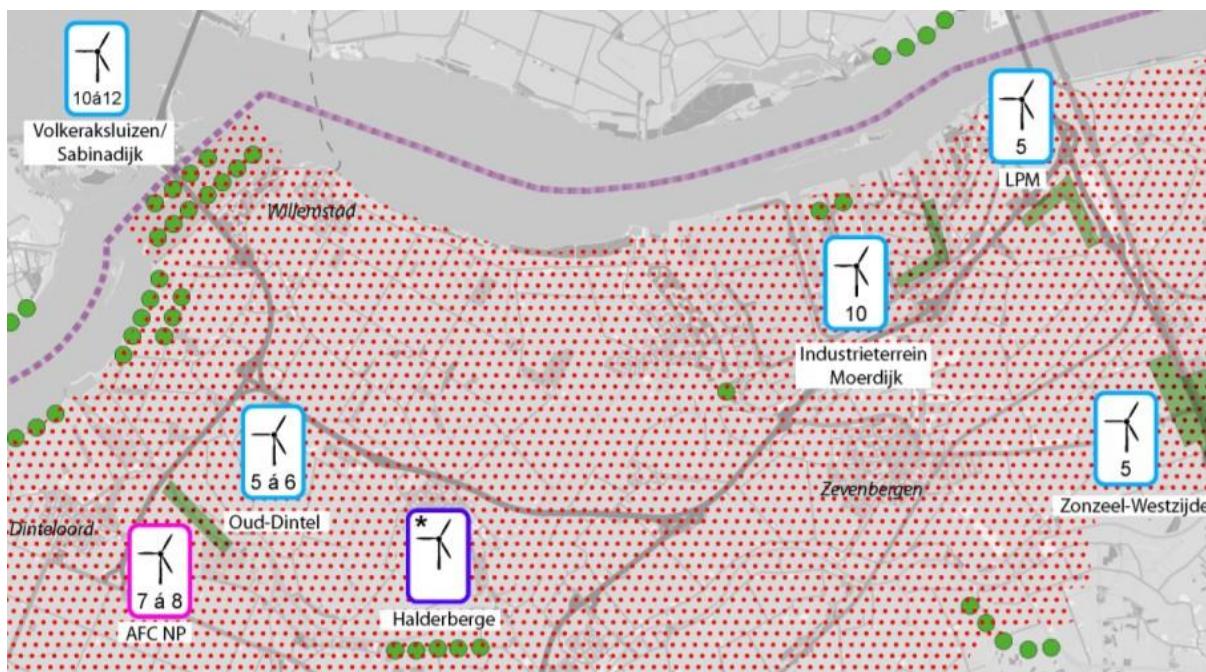 10á12
Volkeraksluizen/
Sabinadijk
5
LPM
Willemstad
10
Industrieterrein
Moerdijk
5 á 6
Oud-Dintel
5
Zonzeel-Westzijde
Zevenbergen
Dinteloord
*
Halderberge
7 á 8
AFC NP